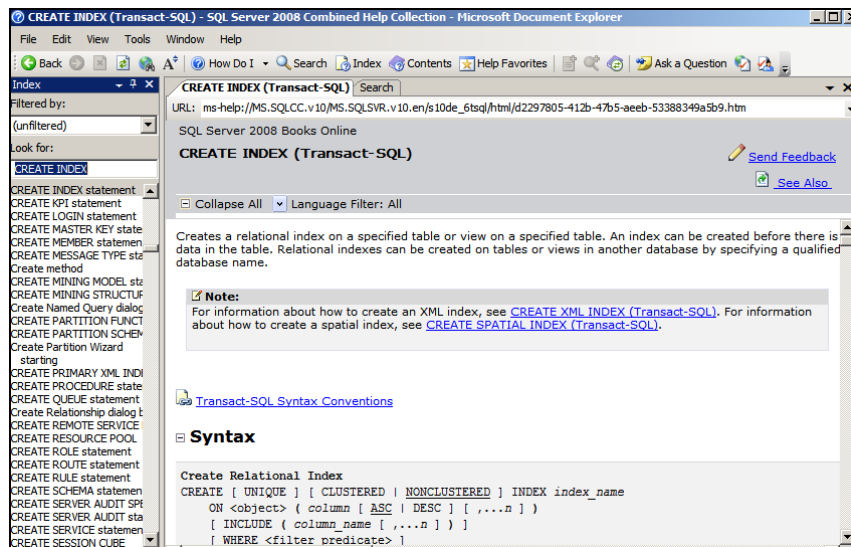 CREATE INDEX (Transact-SQL) - SQL Server 2008 Combined Help Collection - Microsoft Document Explorer
File Edit View Tools Window Help
Back A How Do I Search Index Contents Help Favorites Ask a Question
Index
Filtered by:
(unfiltered)
Look for:
CREATE INDEX
CREATE INDEX statement
CREATE KPI statement
CREATE LOGIN statement
CREATE MASTER KEY state
CREATE MEMBER statemen
CREATE MESSAGE TYPE sta
Create method
CREATE MINING MODEL sta
CREATE MINING STRUCTUR
Create Named Query dialog
CREATE PARTITION FUNCT
CREATE PARTITION SCHEM
Create Partition Wizard
starting
CREATE PRIMARY XML INDI
CREATE PROCEDURE state
CREATE QUEUE statement
Create Relationship dialog b
CREATE REMOTE SERVICE
CREATE RESOURCE POOL
CREATE ROLE statement
CREATE ROUTE statement
CREATE RULE statement
CREATE SCHEMA statemen
CREATE SERVER AUDIT SPE
CREATE SERVER AUDIT sta
CREATE SERVICE statemen
CREATE SESSION CUBE
CREATE INDEX (Transact-SQL) Search
URL: ms-help://MS.SQLCC.v10/MS.SQLSVR.v10.en/s10de_6tsql/html/d2297805-412b-47b5-aeeb-53388349a5b9.htm
SQL Server 2008 Books Online
CREATE INDEX (Transact-SQL)
Send Feedback
See Also
Collapse All Language Filter: All
Creates a relational index on a specified table or view on a specified table. An index can be created before there is
data in the table. Relational indexes can be created on tables or views in another database by specifying a qualified
database name.
Note:
For information about how to create an XML index, see CREATE XML INDEX (Transact-SQL). For information
about how to create a spatial index, see CREATE SPATIAL INDEX (Transact-SQL).
Transact-SQL Syntax Conventions
Syntax
Create Relational Index
CREATE [ UNIQUE ] [ CLUSTERED | NONCLUSTERED ] INDEX index_name
ON <object> ( column [ ASC | DESC ] [ ,...n ] )
[ INCLUDE ( column_name [ ,...n ] ) ]
[ WHERE <filter_predicate> ]